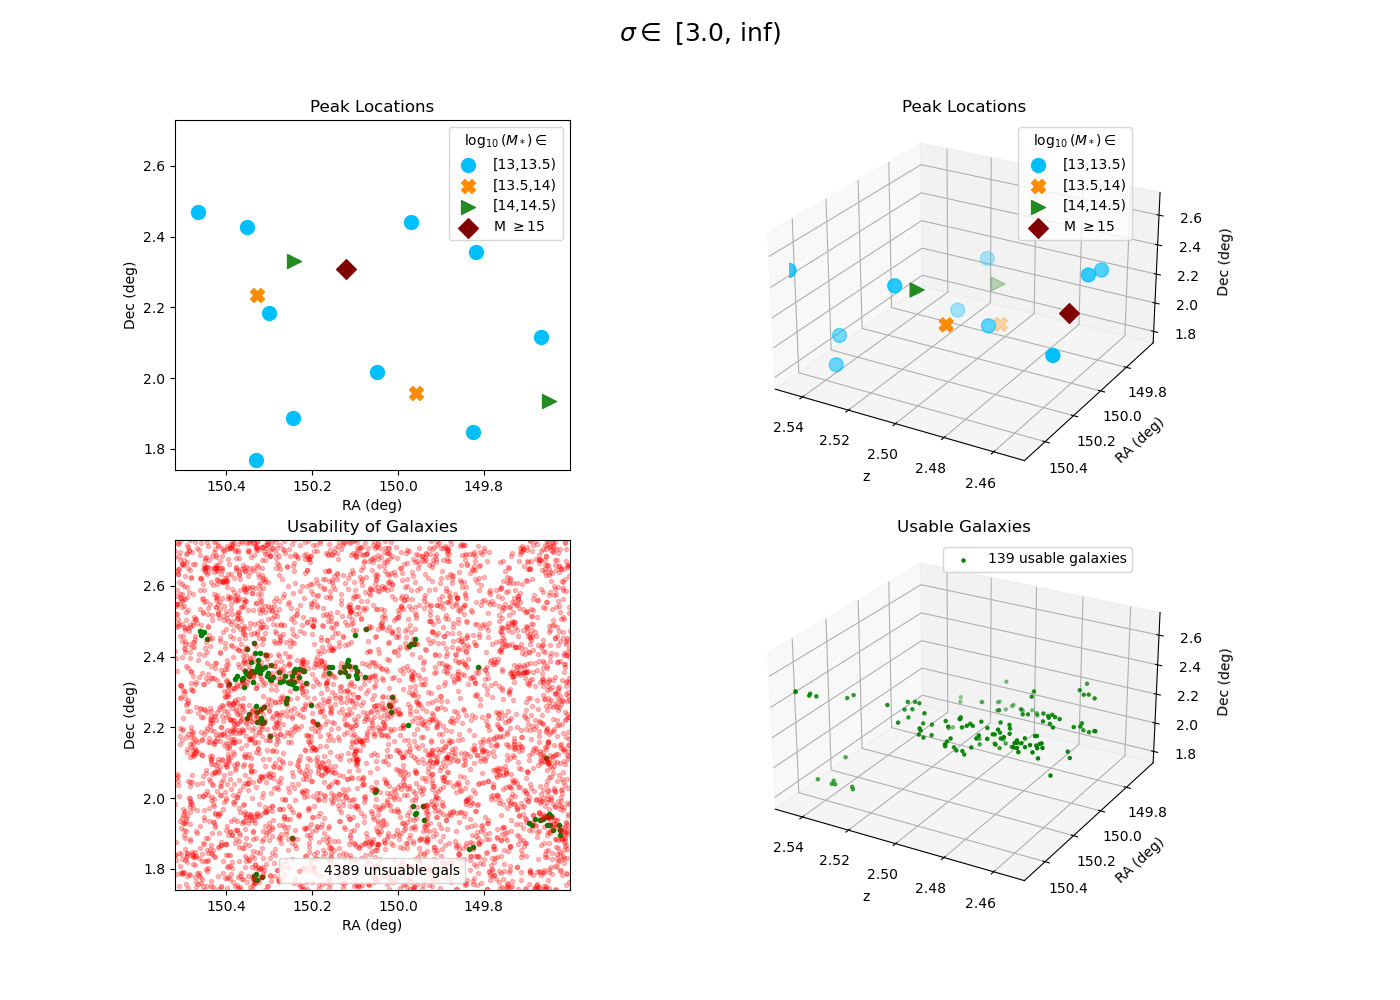 σ ∈ [3.0, inf)
Peak Locations
2.6
2.4
2.2
2.0
1.8
Dec (deg)
150.4 150.2 150.0 149.8
RA (deg)
log₁₀(M*) ∈
[13,13.5)
[13.5,14)
[14,14.5)
M ≥15
Peak Locations
log₁₀(M*) ∈
[13,13.5)
[13.5,14)
[14,14.5)
M ≥15
2.6
2.4
2.2
2.0
1.8
Dec (deg)
149.8
150.0
150.2
150.4
RA (deg)
2.54
2.52
2.50
2.48
2.46
z
Usability of Galaxies
2.6
2.4
2.2
2.0
1.8
Dec (deg)
4389 unsuable gals
150.4 150.2 150.0 149.8
RA (deg)
Usable Galaxies
139 usable galaxies
2.6
2.4
2.2
2.0
1.8
Dec (deg)
149.8
150.0
150.2
150.4
RA (deg)
2.54
2.52
2.50
2.48
2.46
z